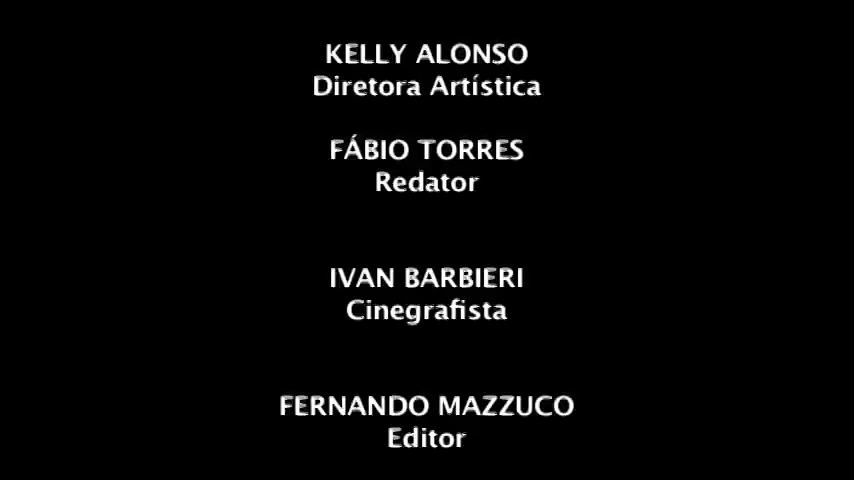 KELLY ALONSO
Diretora Artística
FÁBIO TORRES
Redator
IVAN BARBIERI
Cinegrafista
FERNANDO MAZZUCO
Editor